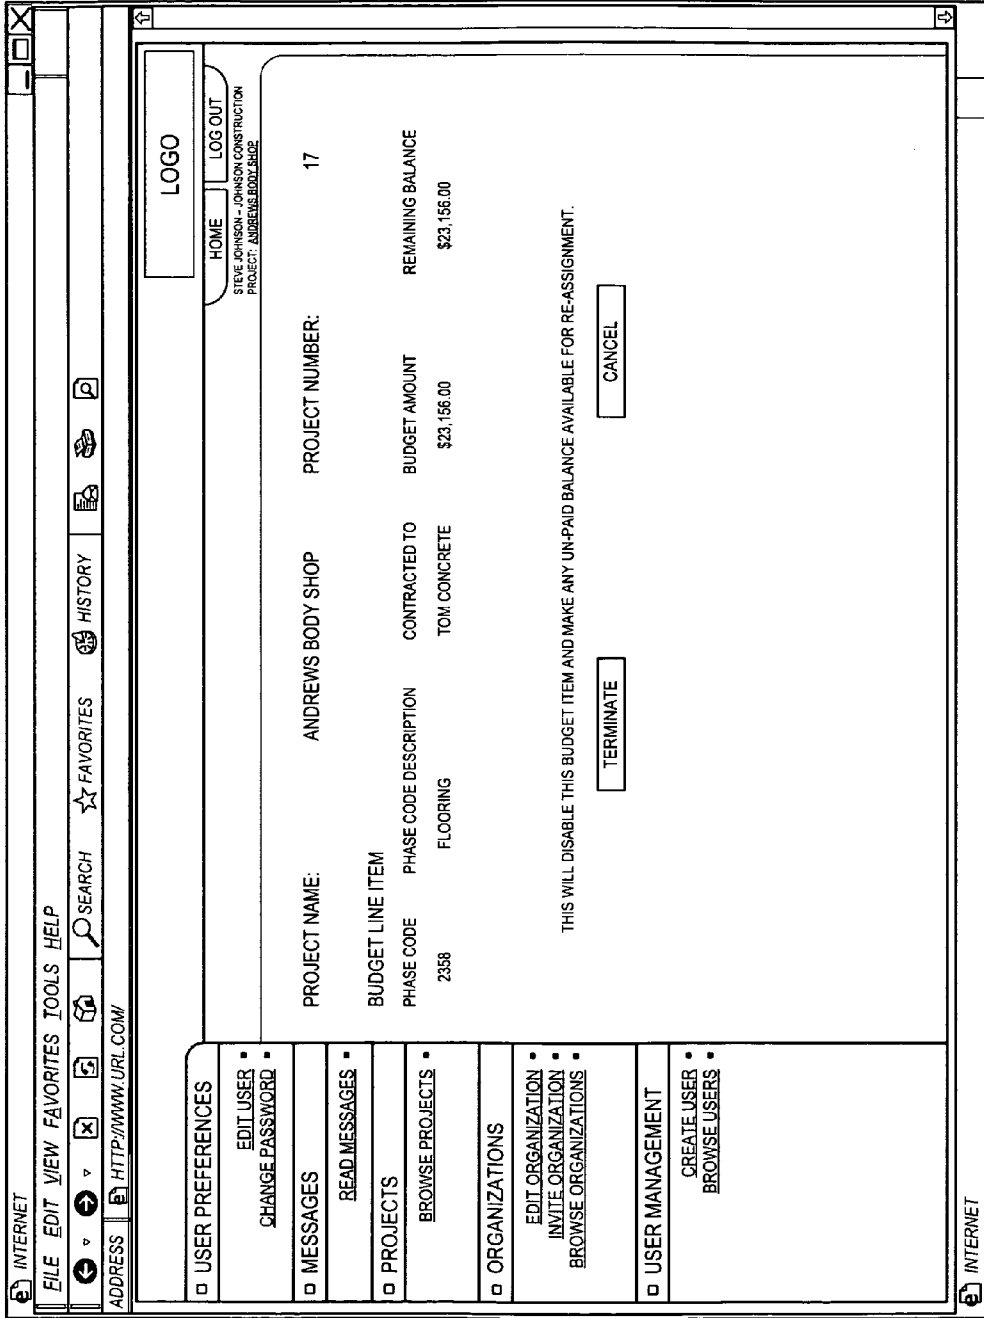 INTERNET
FILE EDIT VIEW FAVORITES TOOLS HELP
SEARCH FAVORITES HISTORY
ADDRESS HTTP://WWW.URL.COM/
LOGO
HOME LOG OUT
STEVE JOHNSON - JOHNSON CONSTRUCTION
PROJECT: ANDREWS BODY SHOP
USER PREFERENCES
EDIT USER
CHANGE PASSWORD
MESSAGES
READ MESSAGES
PROJECTS
BROWSE PROJECTS
ORGANIZATIONS
EDIT ORGANIZATION
INVITE ORGANIZATION
BROWSE ORGANIZATIONS
USER MANAGEMENT
CREATE USER
BROWSE USERS
PROJECT NAME: ANDREWS BODY SHOP PROJECT NUMBER: 17
BUDGET LINE ITEM
PHASE CODE PHASE CODE DESCRIPTION CONTRACTED TO BUDGET AMOUNT REMAINING BALANCE
2358 FLOORING TOM CONCRETE $23,156.00 $23,156.00
THIS WILL DISABLE THIS BUDGET ITEM AND MAKE ANY UN-PAID BALANCE AVAILABLE FOR RE-ASSIGNMENT.
TERMINATE CANCEL
INTERNET